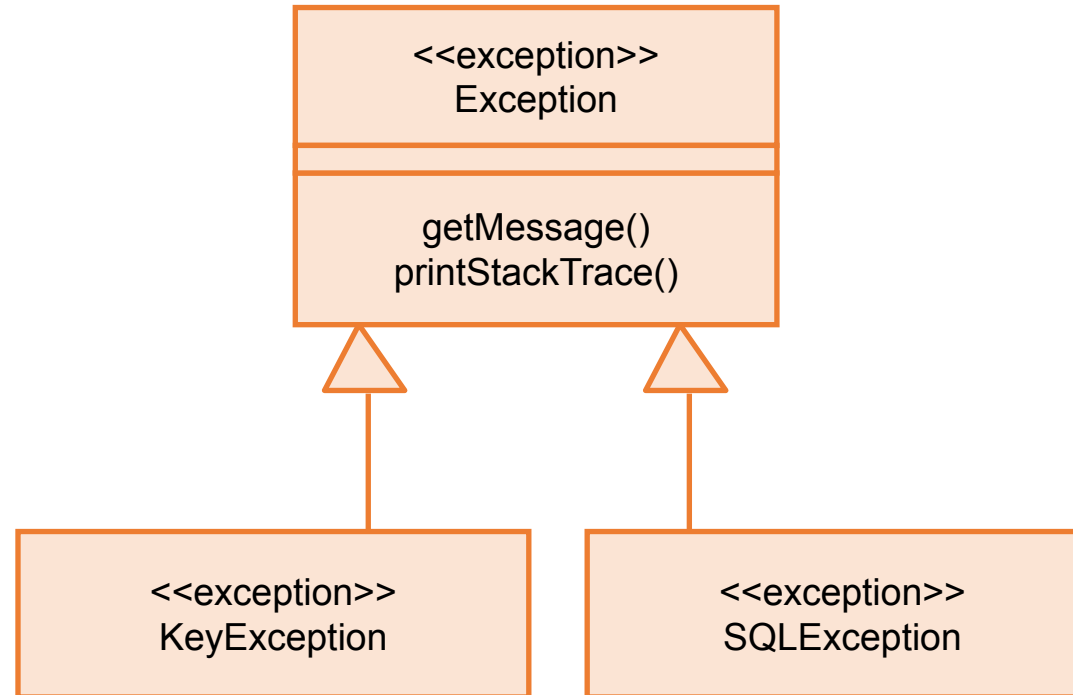 <<exception>>
Exception
getMessage()
printStackTrace()
<<exception>>
KeyException
<<exception>>
SQLException